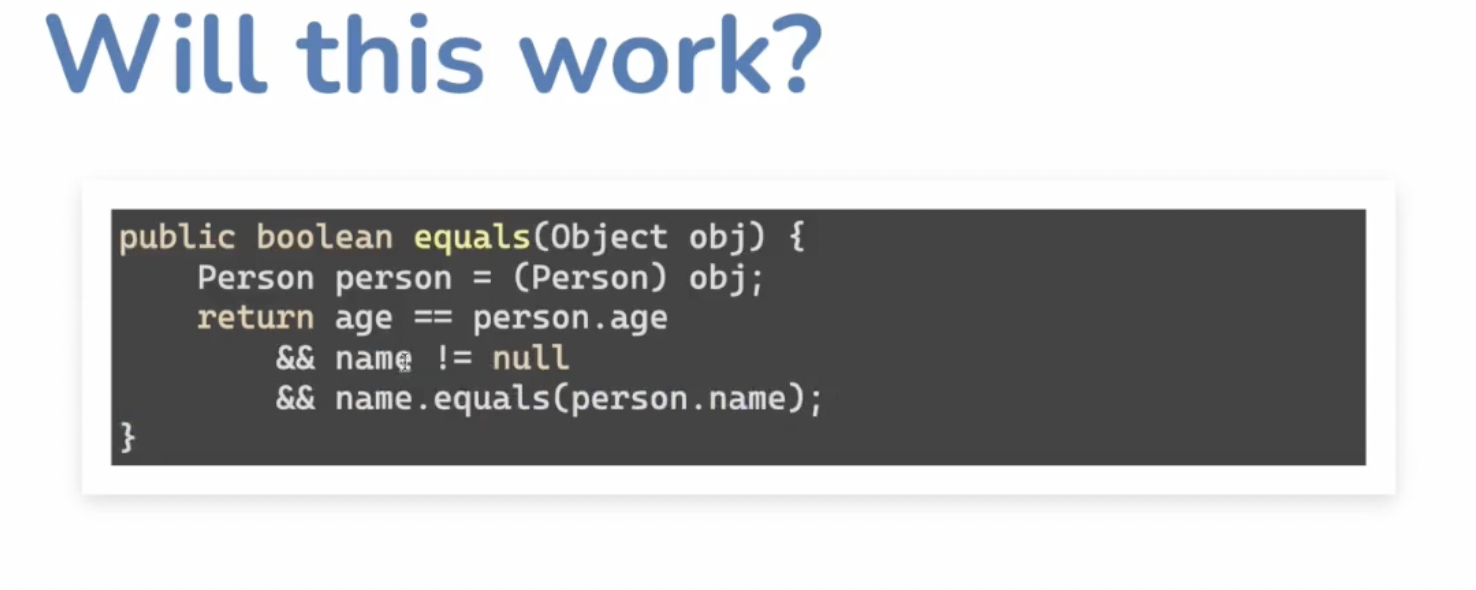 Will this work?
public boolean equals(Object obj) {
    Person person = (Person) obj;
    return age == person.age
        && name != null
        && name.equals(person.name);
}